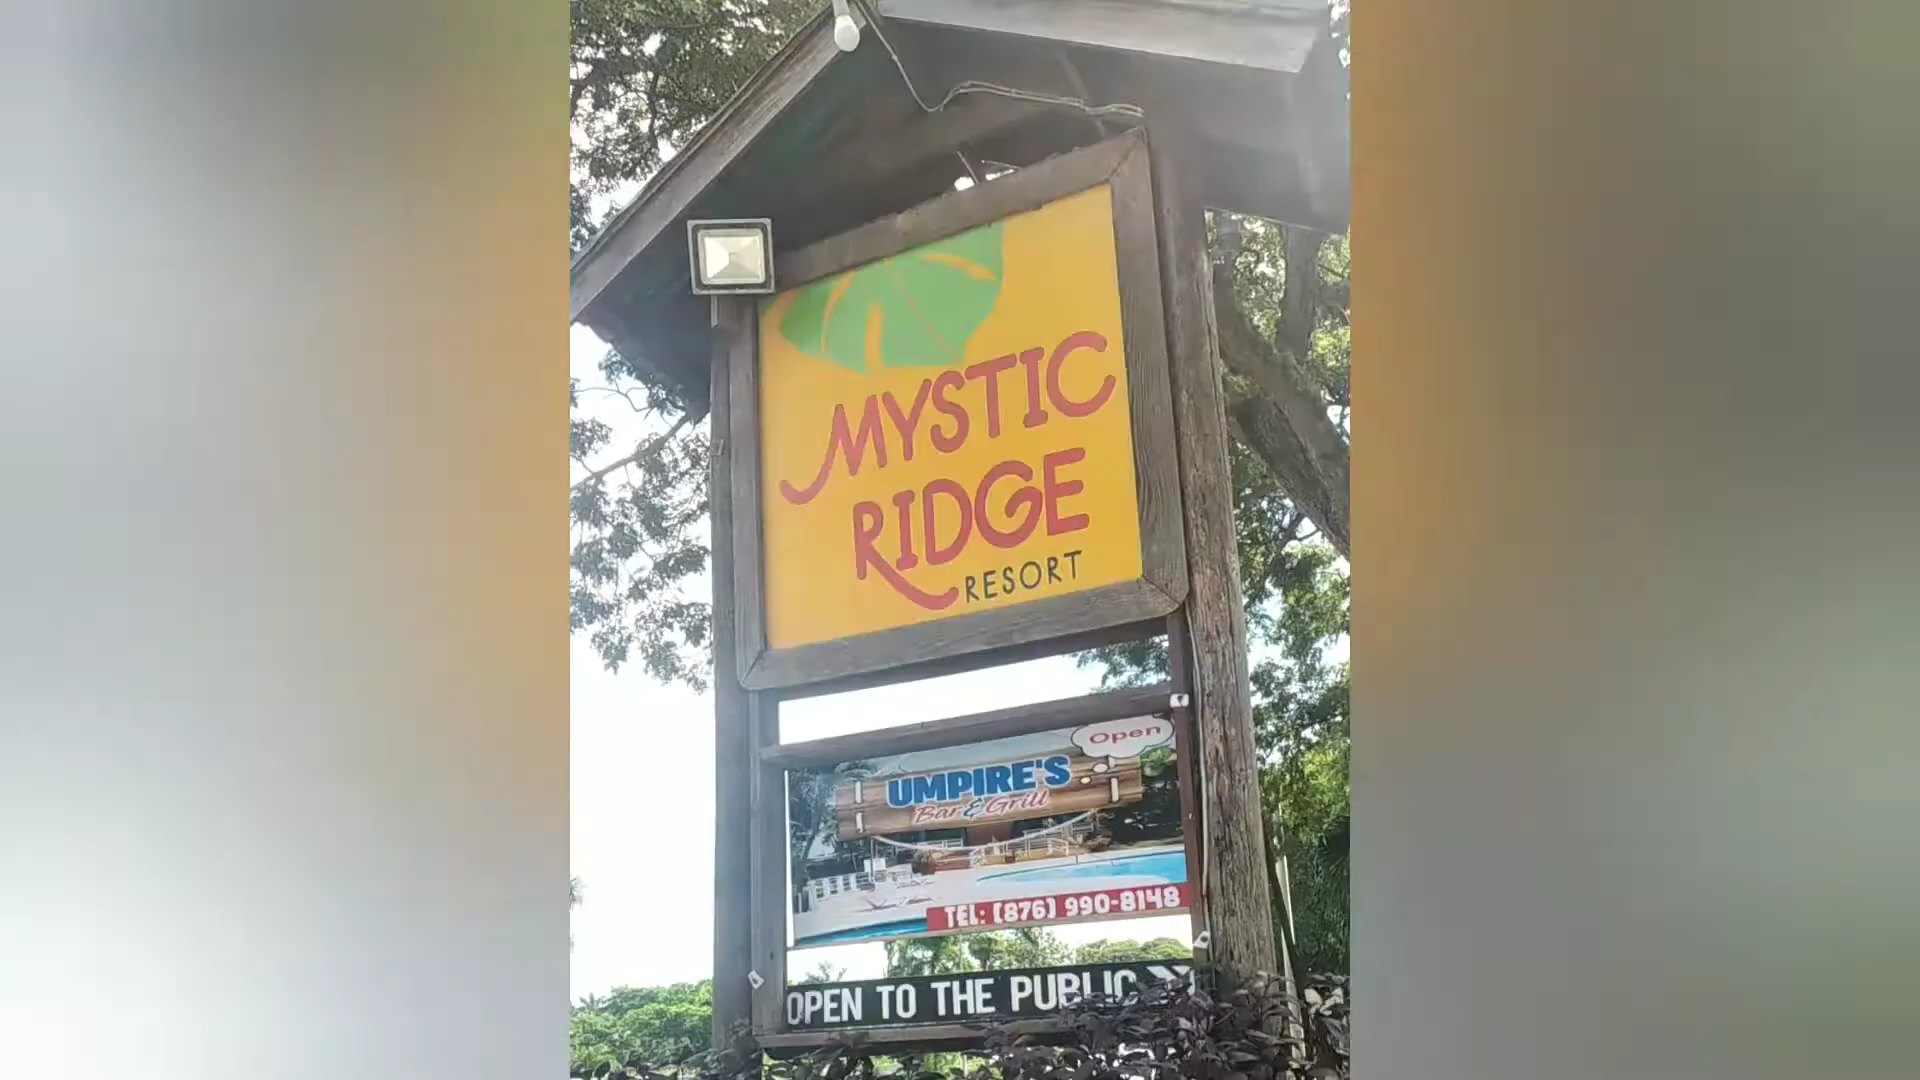 MYSTIC
RIDGE
RESORT
Open
UMPIRE'S
Bar & Grill
TEL: (876) 990-8148
OPEN TO THE PUBLIC